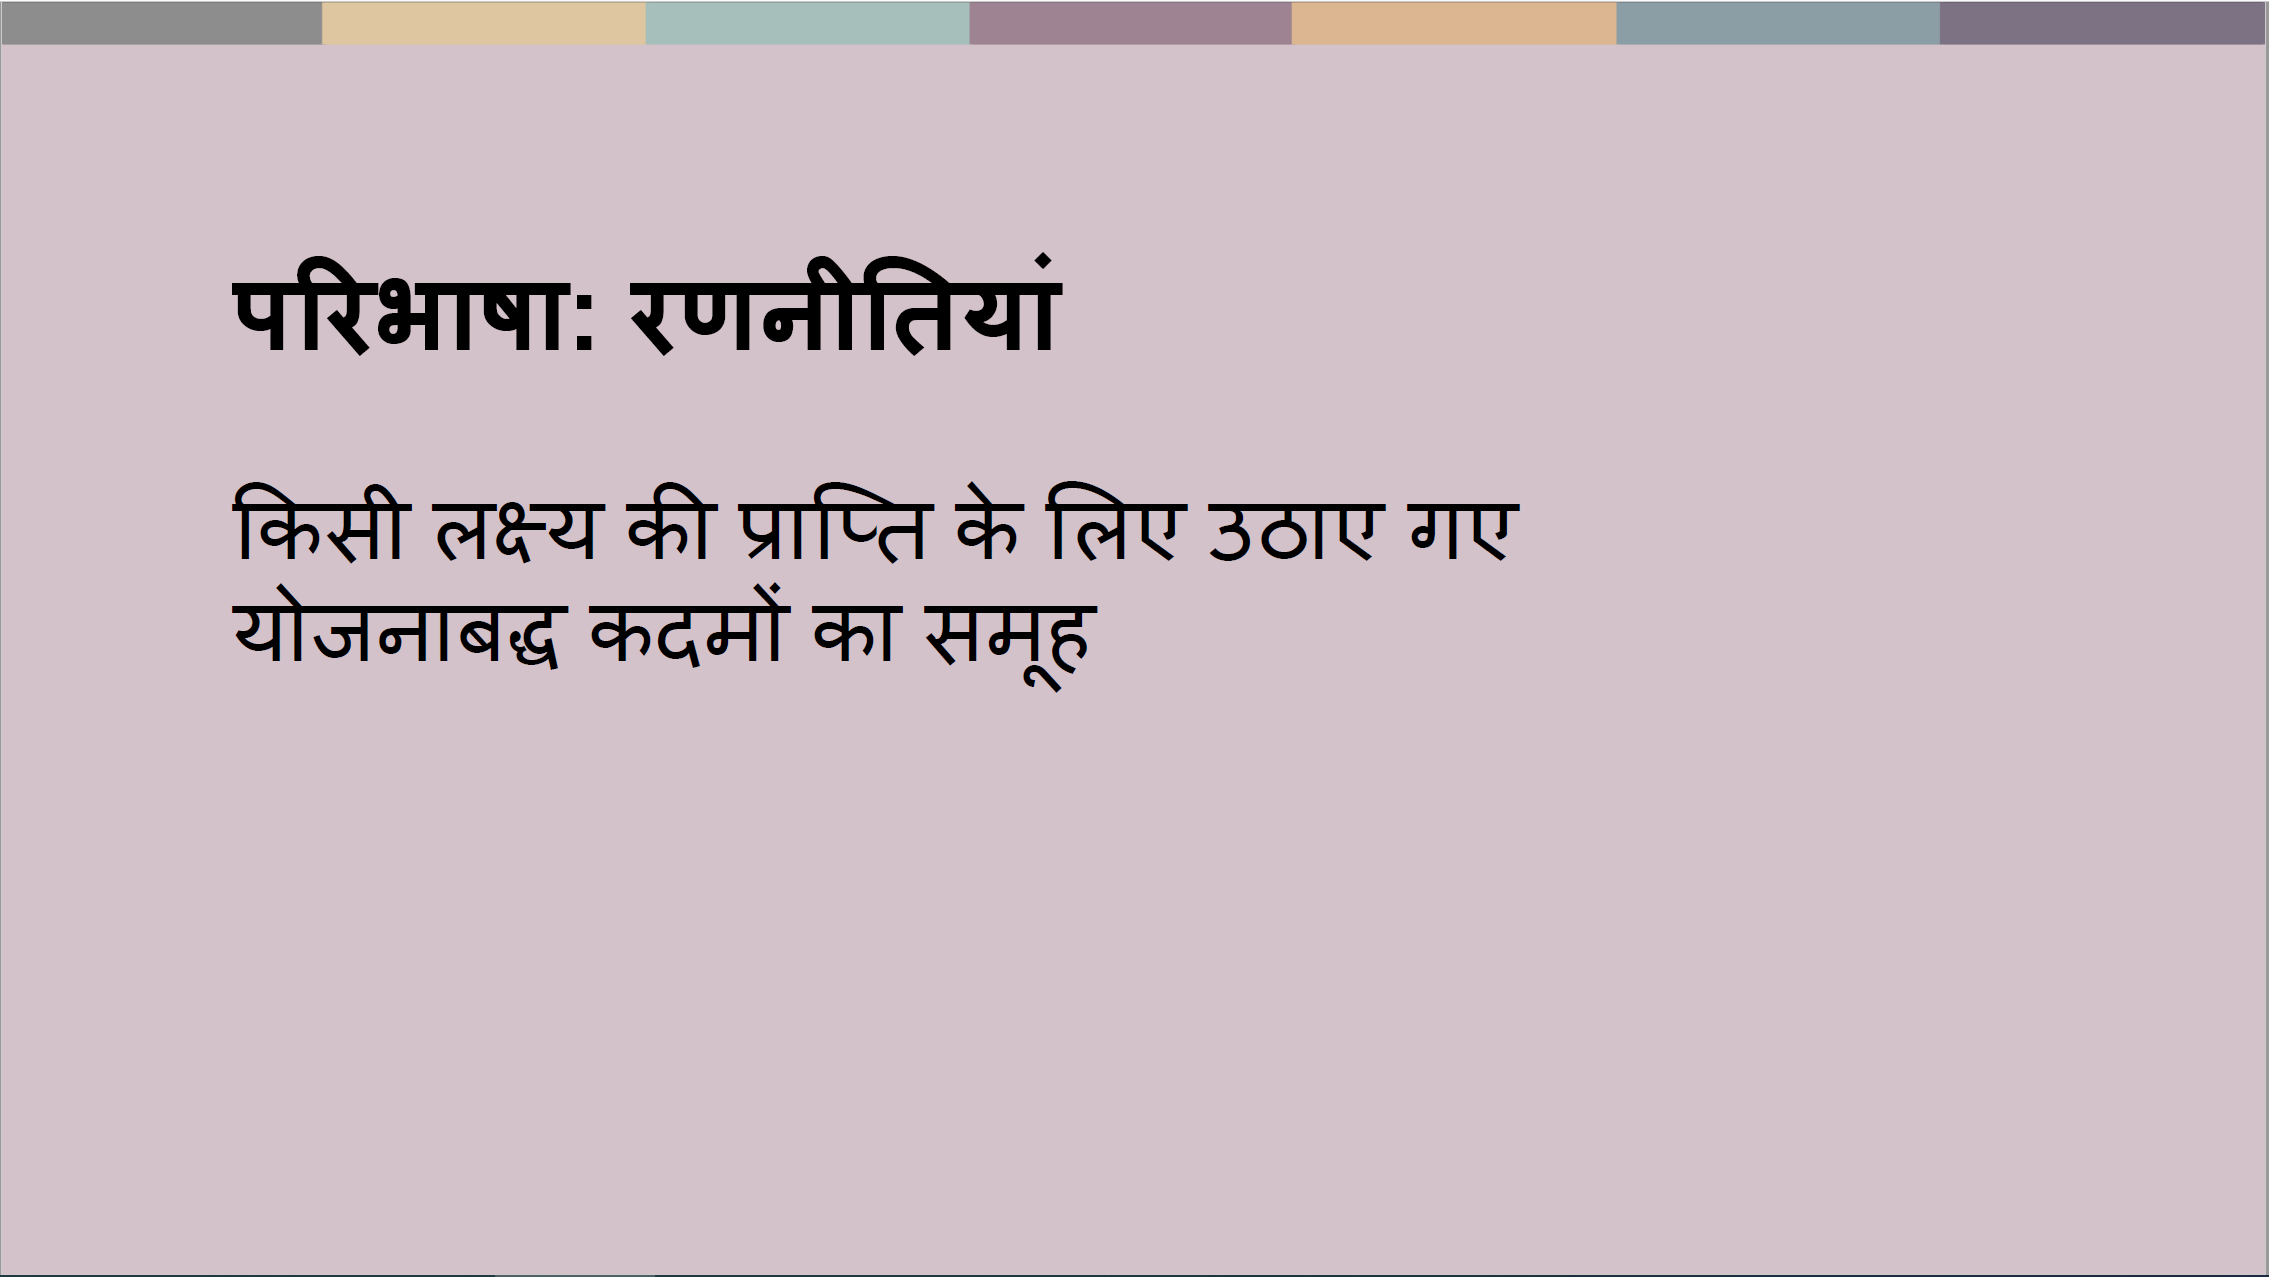 परिभाषा: रणनीतियां
किसी लक्ष्य की प्राप्ति के लिए उठाए गए
योजनाबद्ध कदमों का समूह